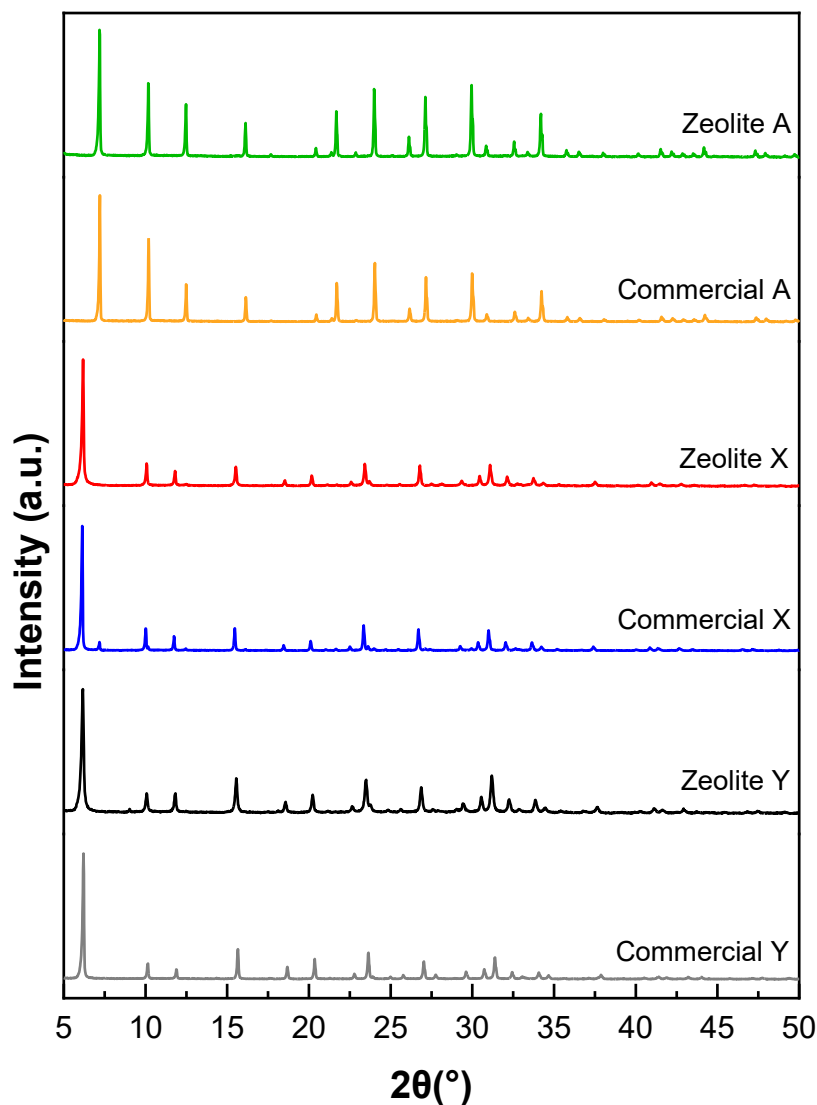 Zeolite A
Commercial A
Zeolite X
Commercial X
Zeolite Y
Commercial Y
Intensity (a.u.)
5 10 15 20 25 30 35 40 45 50
2θ(°)